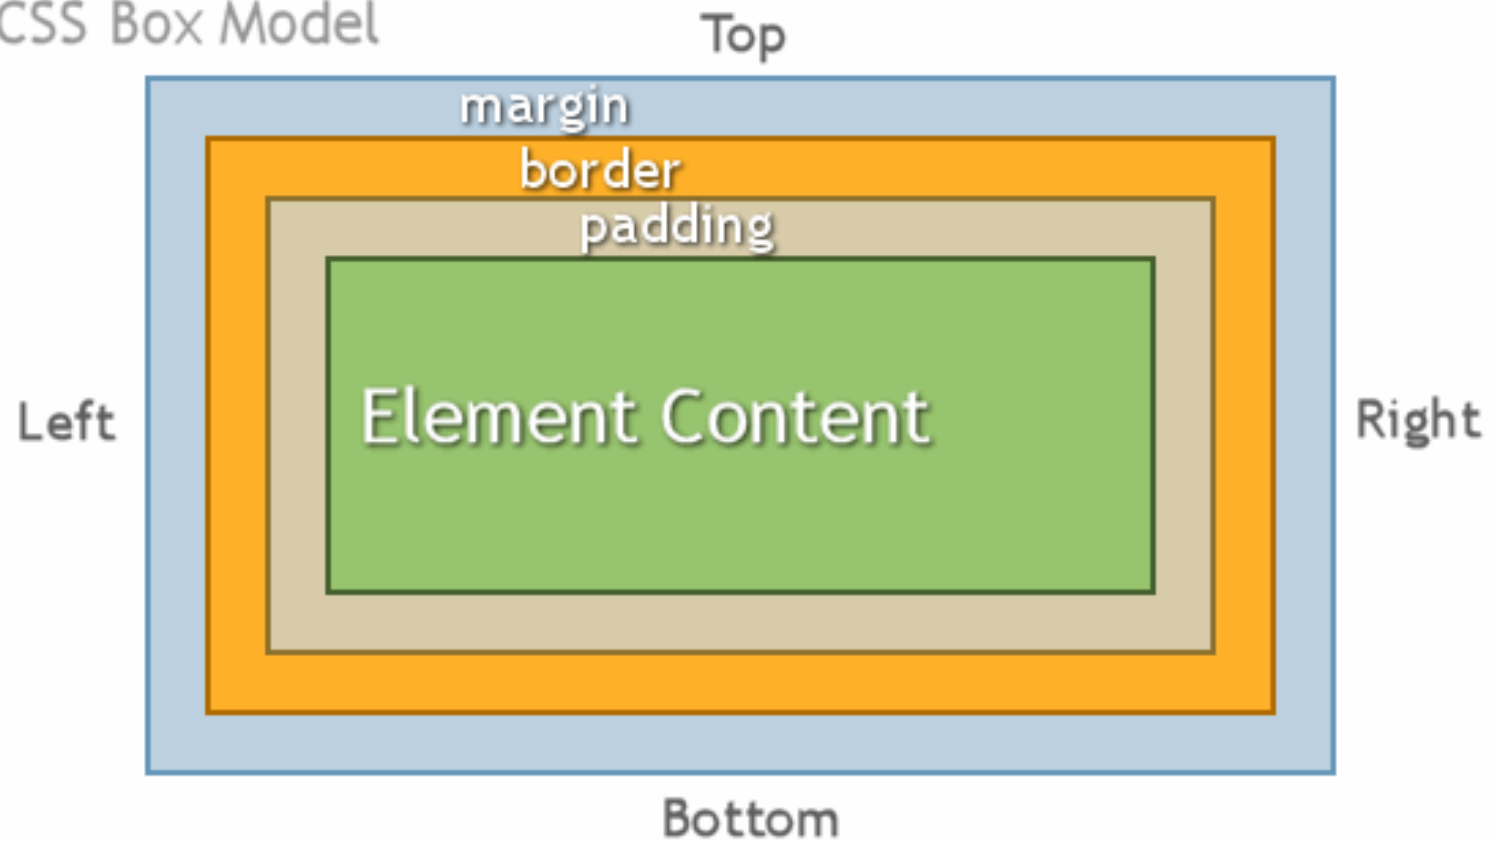 CSS Box Model
Top
margin
border
padding
Left
Element Content
Right
Bottom